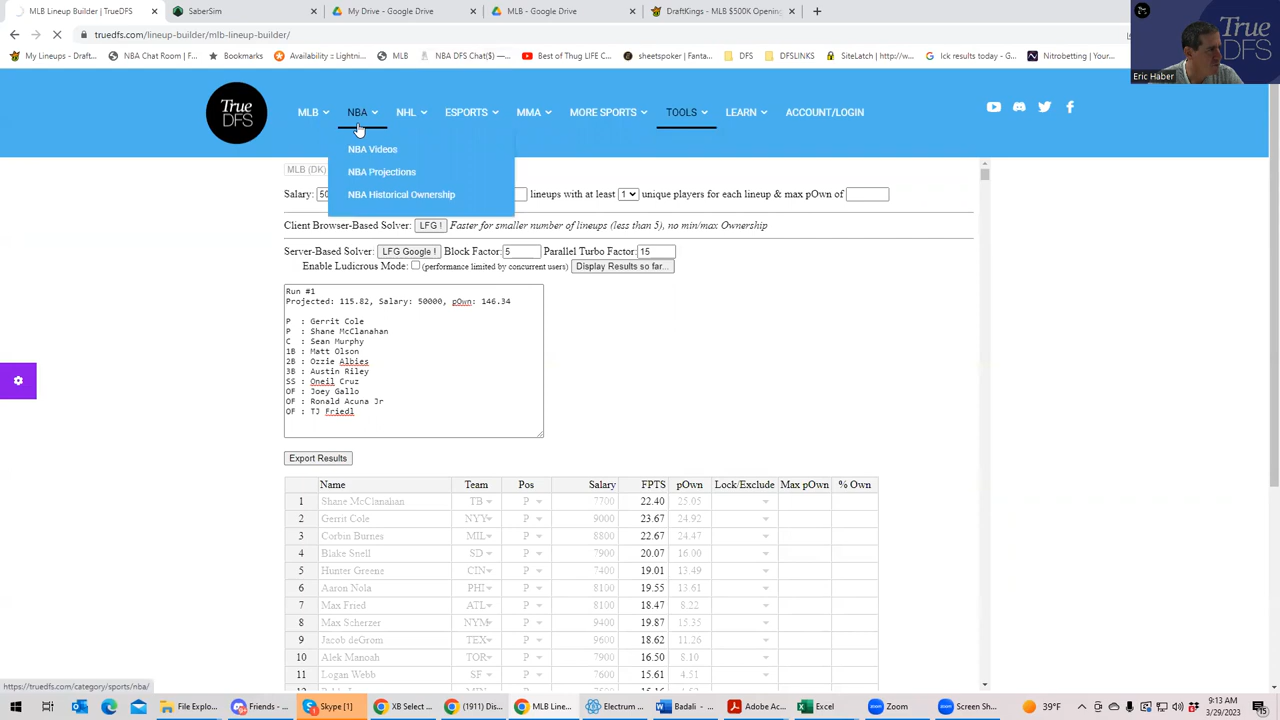 MLB Lineup Builder | TrueDFS
SaberSim
My Drive - Google Drive
MLB - Google Drive
DraftKings - MLB $500K Opening
truedfs.com/lineup-builder/mlb-lineup-builder/
My Lineups - Draft...
NBA Chat Room | F...
Bookmarks
Availability :: Lightni...
MLB
NBA DFS Chat($)—...
Best of Thug LIFE C...
sheetspoker | Fanta...
DFS
DFSLINKS
SiteLatch | http://w...
Ick results today - G...
Nitrobetting | Your...
True
DFS
Eric Haber
True
DFS
MLB
NBA
NHL
ESPORTS
MMA
MORE SPORTS
TOOLS
LEARN
ACCOUNT/LOGIN
NBA Videos
NBA Projections
NBA Historical Ownership
MLB (DK)
Salary: 50
lineups with at least 1 unique players for each lineup & max pOwn of
Client Browser-Based Solver: LFG ! Faster for smaller number of lineups (less than 5), no min/max Ownership
Server-Based Solver: LFG Google ! Block Factor: 5 Parallel Turbo Factor: 15
Enable Ludicrous Mode: (performance limited by concurrent users) Display Results so far...
Run #1
Projected: 115.82, Salary: 50000, pOwn: 146.34
P : Gerrit Cole
P : Shane McClanahan
C : Sean Murphy
1B : Matt Olson
2B : Ozzie Albies
3B : Austin Riley
SS : Oneil Cruz
OF : Joey Gallo
OF : Ronald Acuna Jr
OF : TJ Friedl
Export Results
Name Team Pos Salary FPTS pOwn Lock/Exclude Max pOwn % Own
1 Shane McClanahan TB P 7700 22.40 25.05
2 Gerrit Cole NYY P 9000 23.67 24.92
3 Corbin Burnes MIL P 8800 22.67 24.47
4 Blake Snell SD P 7900 20.07 16.00
5 Hunter Greene CIN P 7400 19.01 13.49
6 Aaron Nola PHI P 8100 19.55 13.61
7 Max Fried ATL P 8100 18.47 8.22
8 Max Scherzer NYM P 9400 19.87 15.35
9 Jacob deGrom TEX P 9600 18.62 11.26
10 Alek Manoah TOR P 7900 16.50 8.10
11 Logan Webb SF P 7600 15.61 4.51
https://truedfs.com/category/sports/nba/
File Explo...
Friends - ...
Skype [1]
XB Select ...
(1911) Disc...
MLB Line...
Electrum ...
Badali - ...
Adobe Ac...
Excel
Zoom
Screen Sh...
39°F
9:13 AM
3/29/2023
15